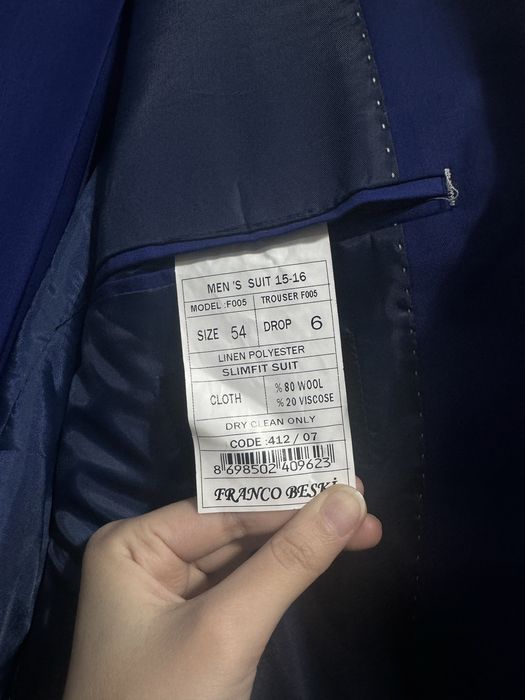 MEN'S SUIT 15-16
MODEL :F005 TROUSER F005
SIZE 54 DROP 6
LINEN POLYESTER
SLIMFIT SUIT
CLOTH % 80 WOOL
% 20 VISCOSE
DRY CLEAN ONLY
CODE :412 / 07
8 698502 409623
FRANCO BESKİ